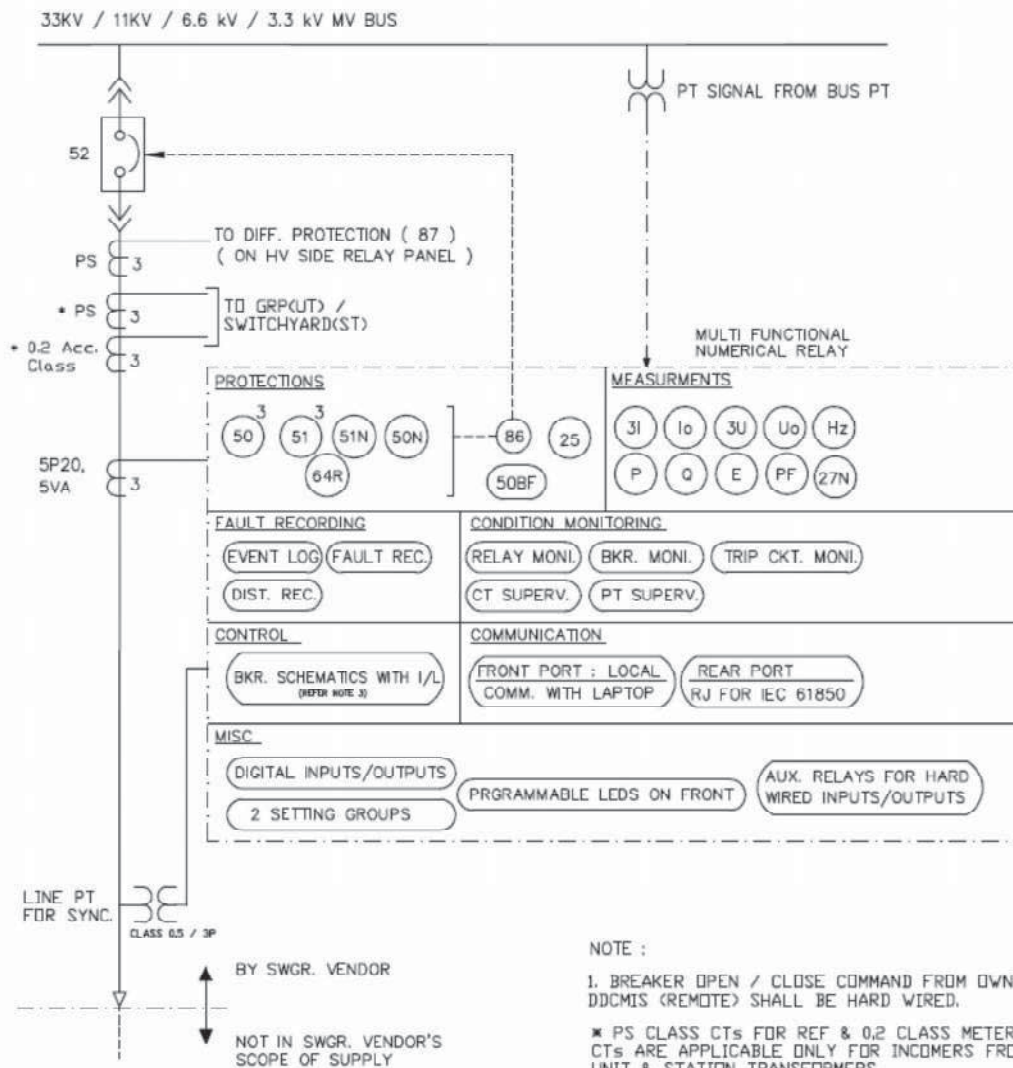 33KV / 11KV / 6.6 kV / 3.3 kV MV BUS
PT SIGNAL FROM BUS PT
52
TO DIFF. PROTECTION ( 87 )
( ON HV SIDE RELAY PANEL )
PS
3
* PS
3
TO GRP(UT) /
SWITCHYARD(ST)
* 0.2 Acc.
Class
3
MULTI FUNCTIONAL
NUMERICAL RELAY
PROTECTIONS
MEASURMENTS
3
3
50
51
51N
50N
86
25
64R
50BF
3I
Io
3U
Uo
Hz
P
Q
E
PF
27N
5P20,
5VA
3
FAULT RECORDING
EVENT LOG
FAULT REC.
DIST. REC.
CONDITION MONITORING
RELAY MONI.
BKR. MONI.
TRIP CKT. MONI.
CT SUPERV.
PT SUPERV.
CONTROL
BKR. SCHEMATICS WITH I/L
(REFER NOTE 3)
COMMUNICATION
FRONT PORT : LOCAL
COMM. WITH LAPTOP
REAR PORT
RJ FOR IEC 61850
MISC
DIGITAL INPUTS/OUTPUTS
2 SETTING GROUPS
PRGRAMMABLE LEDS ON FRONT
AUX. RELAYS FOR HARD
WIRED INPUTS/OUTPUTS
LINE PT
FOR SYNC.
CLASS 0.5 / 3P
BY SWGR. VENDOR
NOT IN SWGR. VENDOR'S
SCOPE OF SUPPLY
NOTE :
1. BREAKER OPEN / CLOSE COMMAND FROM OWN
DDCMIS (REMOTE) SHALL BE HARD WIRED.
* PS CLASS CTs FOR REF & 0.2 CLASS METER
CTs ARE APPLICABLE ONLY FOR INCOMERS FRO
UNIT & STATION TRANSFORMERS